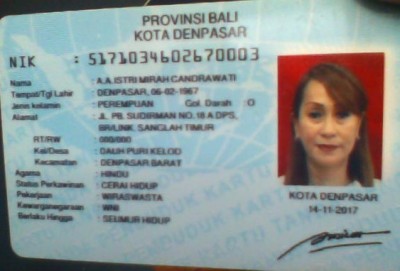 PROVINSI BALI
KOTA DENPASAR
NIK : 5171034602670003
Nama : A.A.ISTRI MIRAH CANDRAWATI
Tempat/Tgl Lahir : DENPASAR, 06-02-1967
Jenis kelamin : PEREMPUAN Gol. Darah O
Alamat : JL. PB. SUDIRMAN NO.18 A DPS,
BR/LINK. SANGLAH TIMUR
RT/RW : 000/000
Kel/Desa : DAUH PURI KELOD
Kecamatan : DENPASAR BARAT
Agama : HINDU
Status Perkawinan : CERAI HIDUP
Pekerjaan : WIRASWASTA
Kewarganegaraan : WNI
Berlaku Hingga : SEUMUR HIDUP
KOTA DENPASAR
14-11-2017